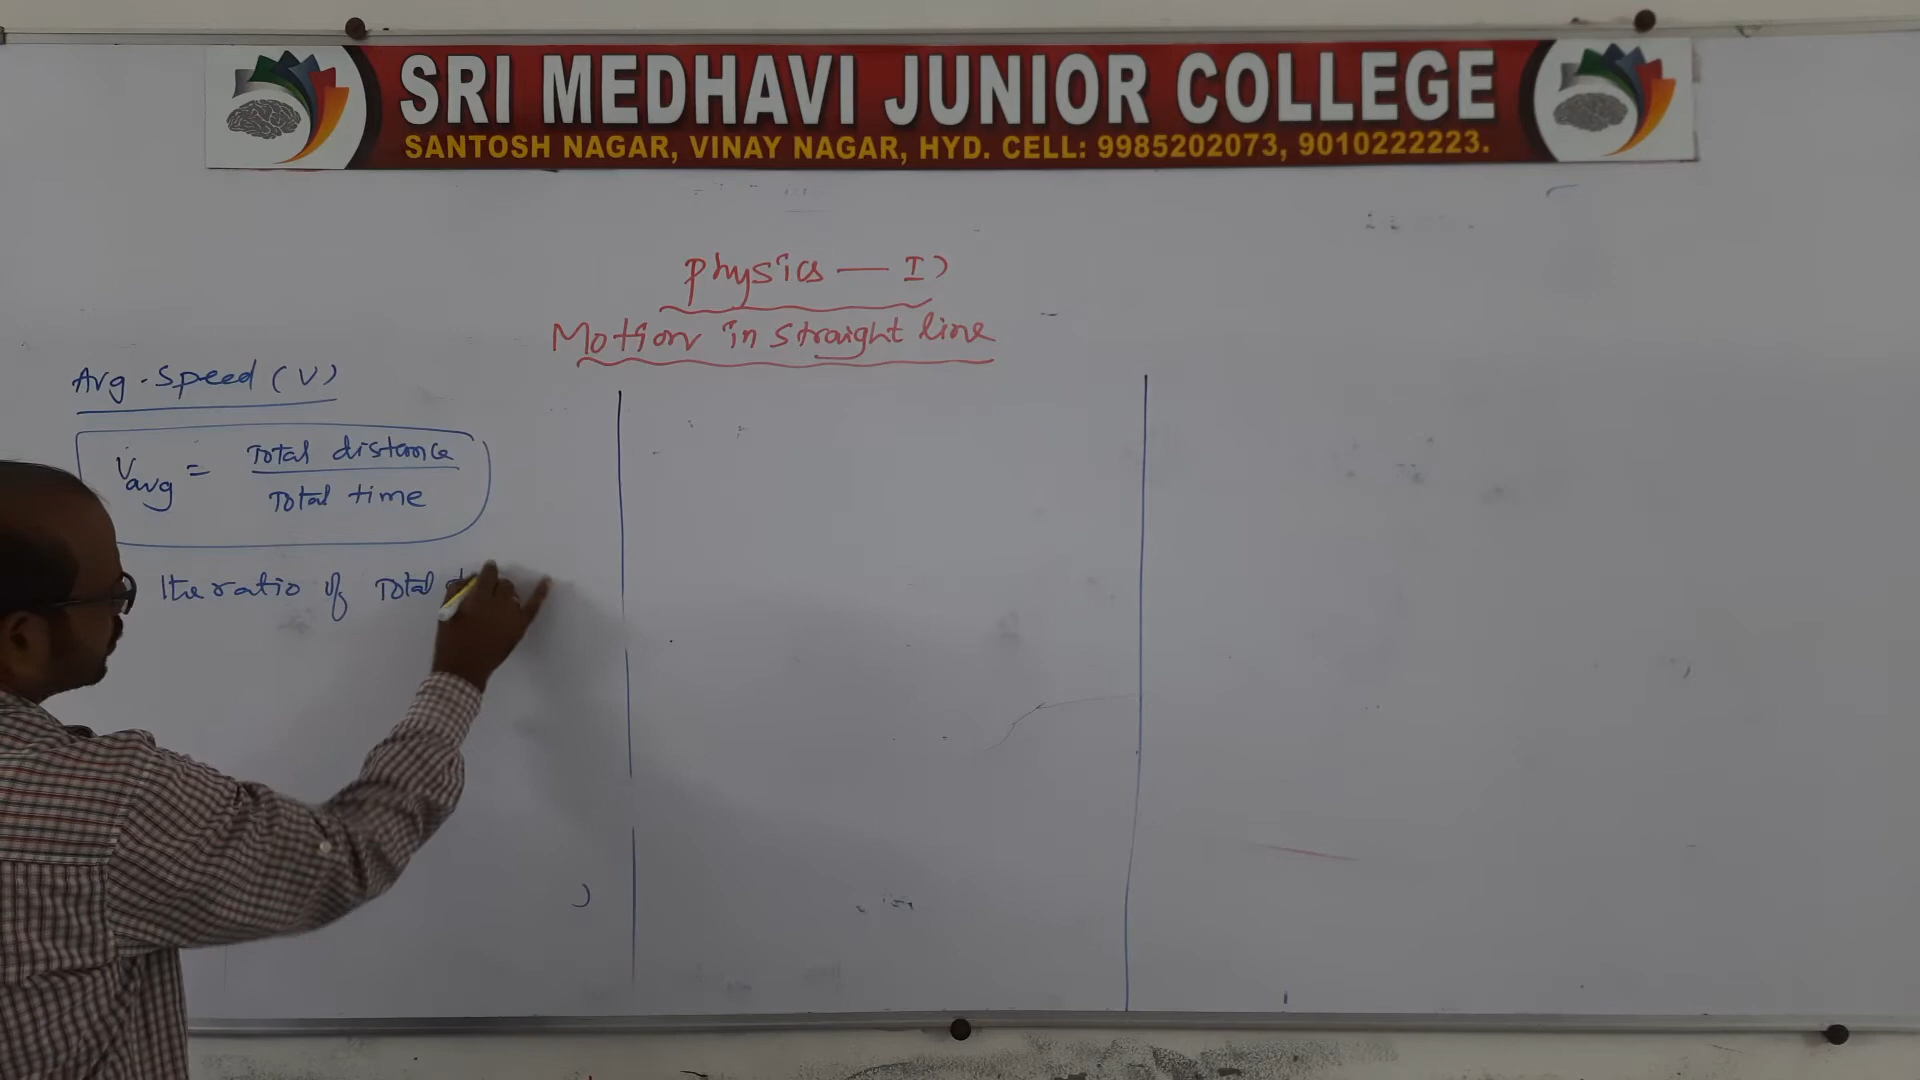 SRI MEDHAVI JUNIOR COLLEGE
SANTOSH NAGAR, VINAY NAGAR, HYD. CELL: 9985202073, 9010222223.
Physics — I)
Motion in straight line
Avg. Speed (V)
Vavg = Total distance
Total time
The ratio of Total